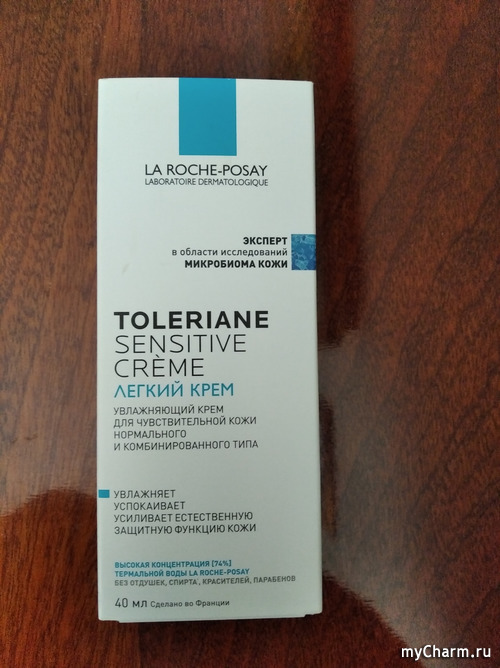 LA ROCHE-POSAY
LABORATOIRE DERMATOLOGIQUE
ЭКСПЕРТ
в области исследований
МИКРОБИОМА КОЖИ
TOLERIANE
SENSITIVE
CRÈME
ЛЕГКИЙ КРЕМ
УВЛАЖНЯЮЩИЙ КРЕМ
ДЛЯ ЧУВСТВИТЕЛЬНОЙ КОЖИ
НОРМАЛЬНОГО
И КОМБИНИРОВАННОГО ТИПА
УВЛАЖНЯЕТ
УСПОКАИВАЕТ
УСИЛИВАЕТ ЕСТЕСТВЕННУЮ
ЗАЩИТНУЮ ФУНКЦИЮ КОЖИ
ВЫСОКАЯ КОНЦЕНТРАЦИЯ [74%]
ТЕРМАЛЬНОЙ ВОДЫ LA ROCHE-POSAY
БЕЗ ОТДУШЕК, СПИРТА*, КРАСИТЕЛЕЙ, ПАРАБЕНОВ
40 МЛ Сделано во Франции
myCharm.ru